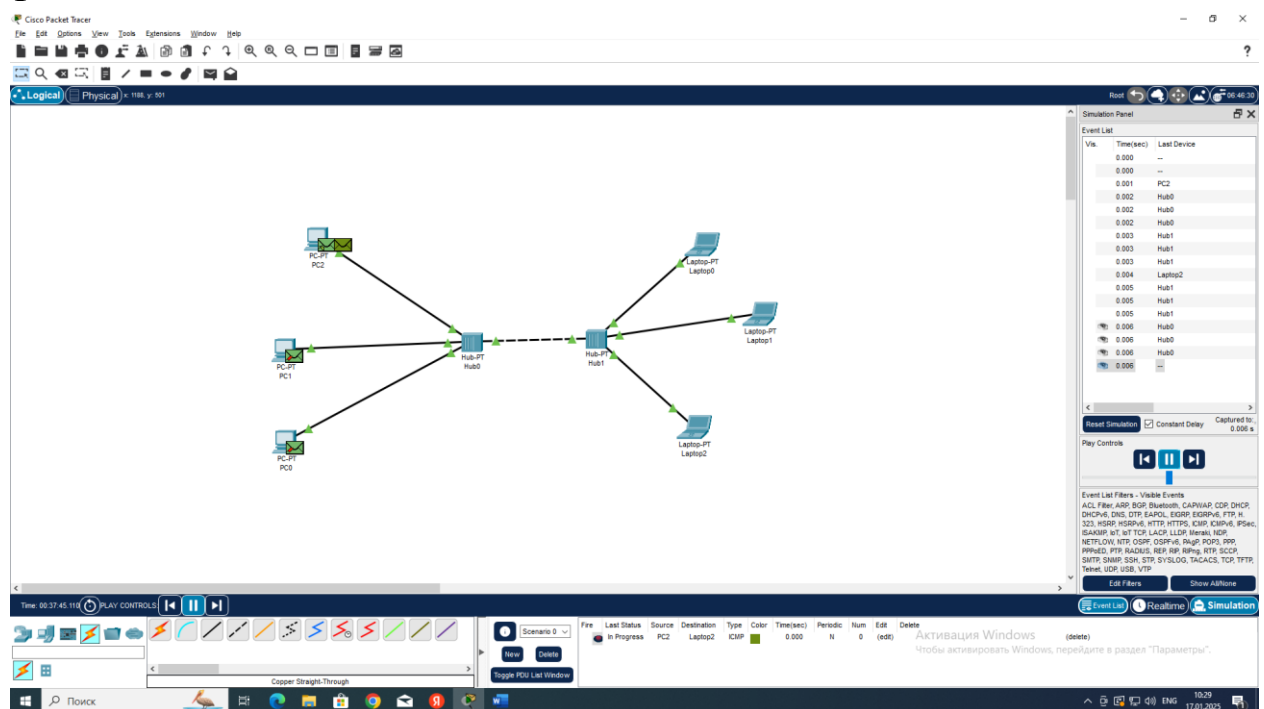 Cisco Packet Tracer
File Edit Options View Tools Extensions Window Help
?
Logical Physical x: 1188, y: 501 Root 06:46:30
Simulation Panel
Event List
Vis. Time(sec) Last Device
0.000 --
0.000 --
0.001 PC2
0.002 Hub0
0.002 Hub0
0.002 Hub0
0.003 Hub1
0.003 Hub1
0.003 Hub1
0.004 Laptop2
0.005 Hub1
0.005 Hub1
0.005 Hub1
0.006 Hub0
0.006 Hub0
0.006 Hub0
0.006 --
PC-PT
PC2
Laptop-PT
Laptop0
Laptop-PT
Laptop1
PC-PT
PC1
Hub-PT
Hub0
Hub-PT
Hub1
PC-PT
PC0
Laptop-PT
Laptop2
Reset Simulation Constant Delay Captured to:
0.006 s
Play Controls
Event List Filters - Visible Events
ACL Filter, ARP, BGP, Bluetooth, CAPWAP, CDP, DHCP,
DHCPv6, DNS, DTP, EAPOL, EIGRP, EIGRPv6, FTP, H.
323, HSRP, HSRPv6, HTTP, HTTPS, ICMP, ICMPv6, IPSec,
ISAKMP, IoT, IoT TCP, LACP, LLDP, Meraki, NDP,
NETFLOW, NTP, OSPF, OSPFv6, PAgP, POP3, PPP,
PPPoED, PTP, RADIUS, REP, RIP, RIPng, RTP, SCCP,
SMTP, SNMP, SSH, STP, SYSLOG, TACACS, TCP, TFTP,
Telnet, UDP, USB, VTP
Edit Filters Show All/None
Time: 00:37:45.110 PLAY CONTROLS: Event List Realtime Simulation
Scenario 0
New Delete
Toggle PDU List Window
Fire Last Status Source Destination Type Color Time(sec) Periodic Num Edit Delete
In Progress PC2 Laptop2 ICMP 0.000 N 0 (edit) (delete)
Активация Windows
Чтобы активировать Windows, перейдите в раздел "Параметры".
Copper Straight-Through
Поиск
ENG 10:29
17.01.2025